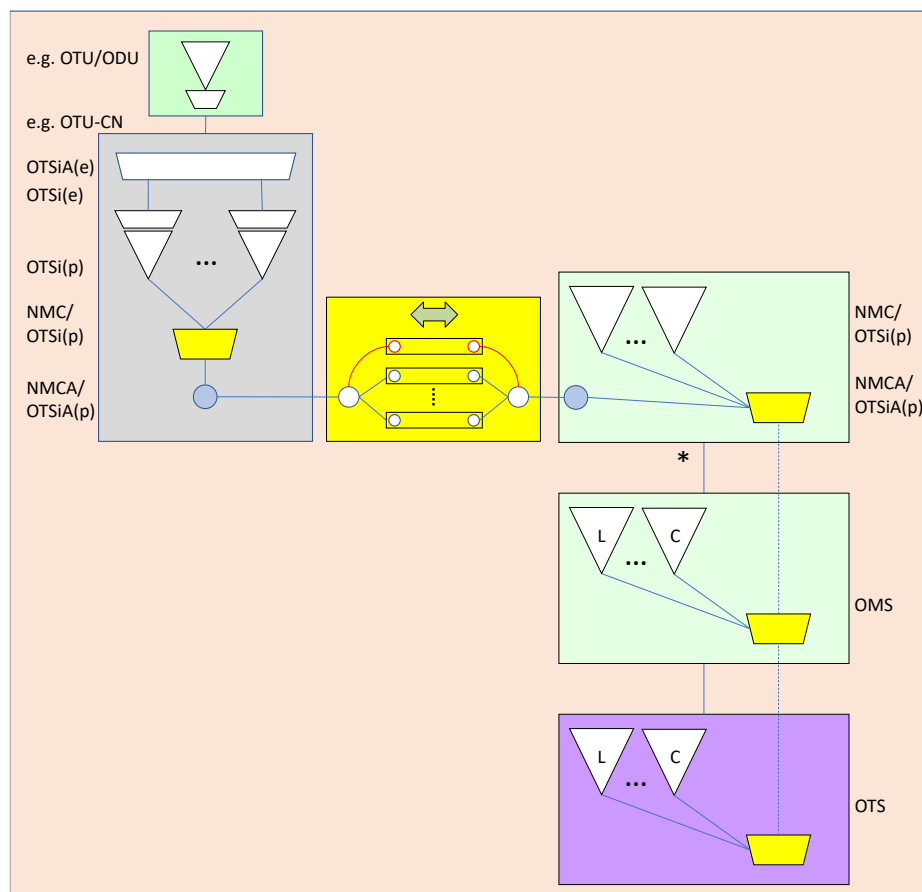 e.g. OTU/ODU
e.g. OTU-CN
OTSiA(e)
OTSi(e)
OTSi(p)
...
NMC/
OTSi(p)
NMCA/
OTSiA(p)
...
NMC/
OTSi(p)
NMCA/
OTSiA(p)
*
L
C
...
OMS
L
C
...
OTS